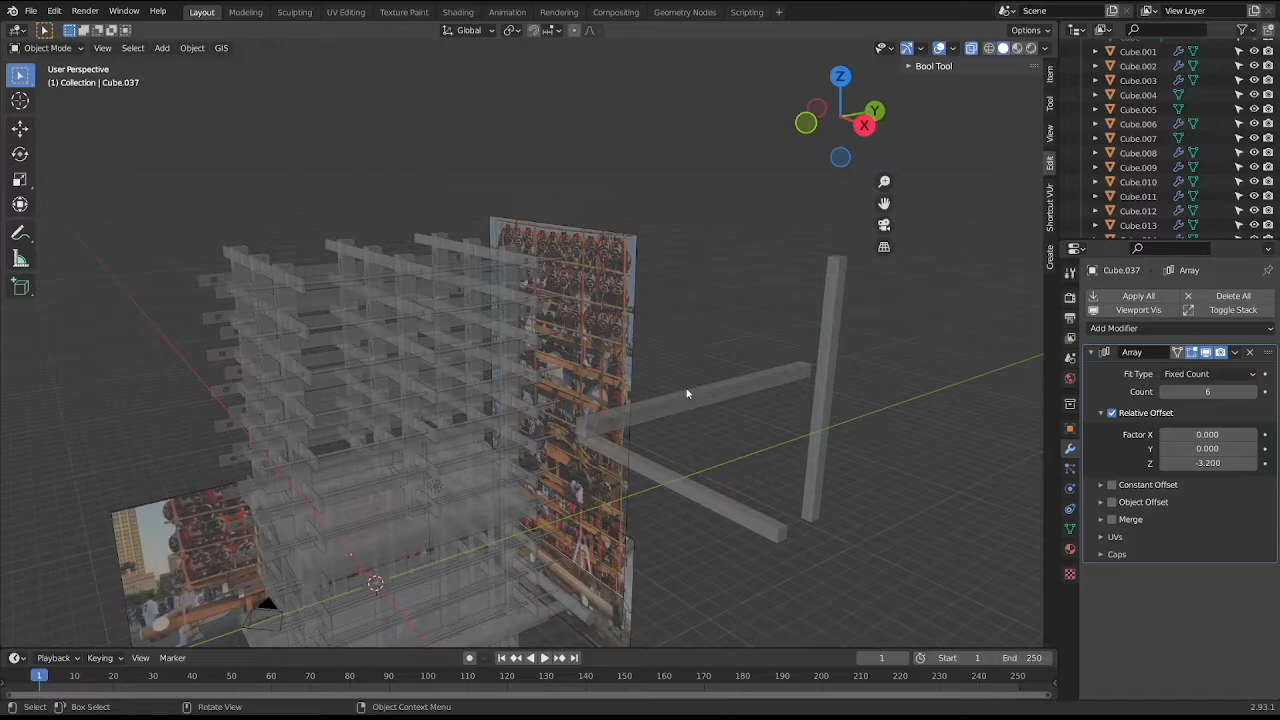 File Edit Render Window Help Layout Modeling Sculpting UV Editing Texture Paint Shading Animation Rendering Compositing Geometry Nodes Scripting + Scene View Layer
Global Options
Object Mode View Select Add Object GIS
User Perspective
(1) Collection | Cube.037
Bool Tool
Z
Y
X
Item
Tool
View
Edit
Shortcut VUr
Create
Cube.001
Cube.002
Cube.003
Cube.004
Cube.005
Cube.006
Cube.007
Cube.008
Cube.009
Cube.010
Cube.011
Cube.012
Cube.013
Cube.037 Array
Apply All Delete All
Viewport Vis Toggle Stack
Add Modifier
Array
Fit Type Fixed Count
Count 6
Relative Offset
Factor X 0.000
Y 0.000
Z -3.200
Constant Offset
Object Offset
Merge
UVs
Caps
Playback Keying View Marker 1 Start 1 End 250
1 10 20 30 40 50 60 70 80 90 100 110 120 130 140 150 160 170 180 190 200 210 220 230 240 250
Select Box Select Rotate View Object Context Menu 2.93.1